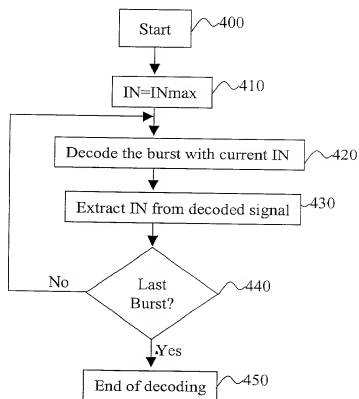 Start
400
IN=INmax
410
Decode the burst with current IN
420
Extract IN from decoded signal
430
Last
Burst?
440
No
Yes
End of decoding
450